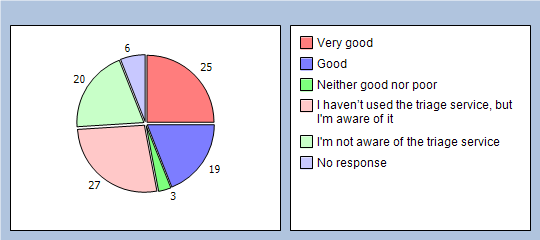 6
25
20
27
3
19
Very good
Good
Neither good nor poor
I haven't used the triage service, but
I'm aware of it
I'm not aware of the triage service
No response